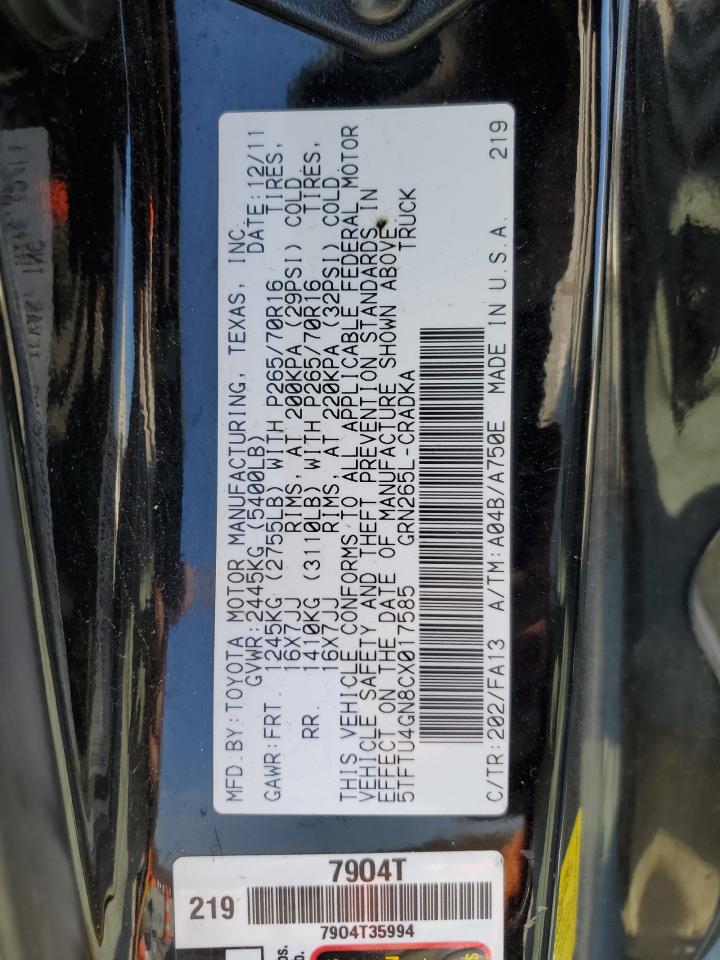 MFD. BY: TOYOTA MOTOR MANUFACTURING, TEXAS, INC.
GVWR: 2445KG (5400LB) DATE: 12/11
GAWR: FRT. 1245KG (2755LB) WITH P265/70R16 TIRES,
16X7JJ RIMS, AT 200KPA (29PSI) COLD
RR. 1410KG (3110LB) WITH P265/70R16 TIRES,
16X7JJ RIMS, AT 220KPA (32PSI) COLD
THIS VEHICLE CONFORMS TO ALL APPLICABLE FEDERAL MOTOR
VEHICLE SAFETY AND THEFT PREVENTION STANDARDS IN
EFFECT ON THE DATE OF MANUFACTURE SHOWN ABOVE.
5TFTU4GN8CX017585 GRN265L-CRADKA TRUCK
C/TR: 202/FA13 A/TM: A04B/A750E MADE IN U.S.A. 219
7904T
219
7904T35994